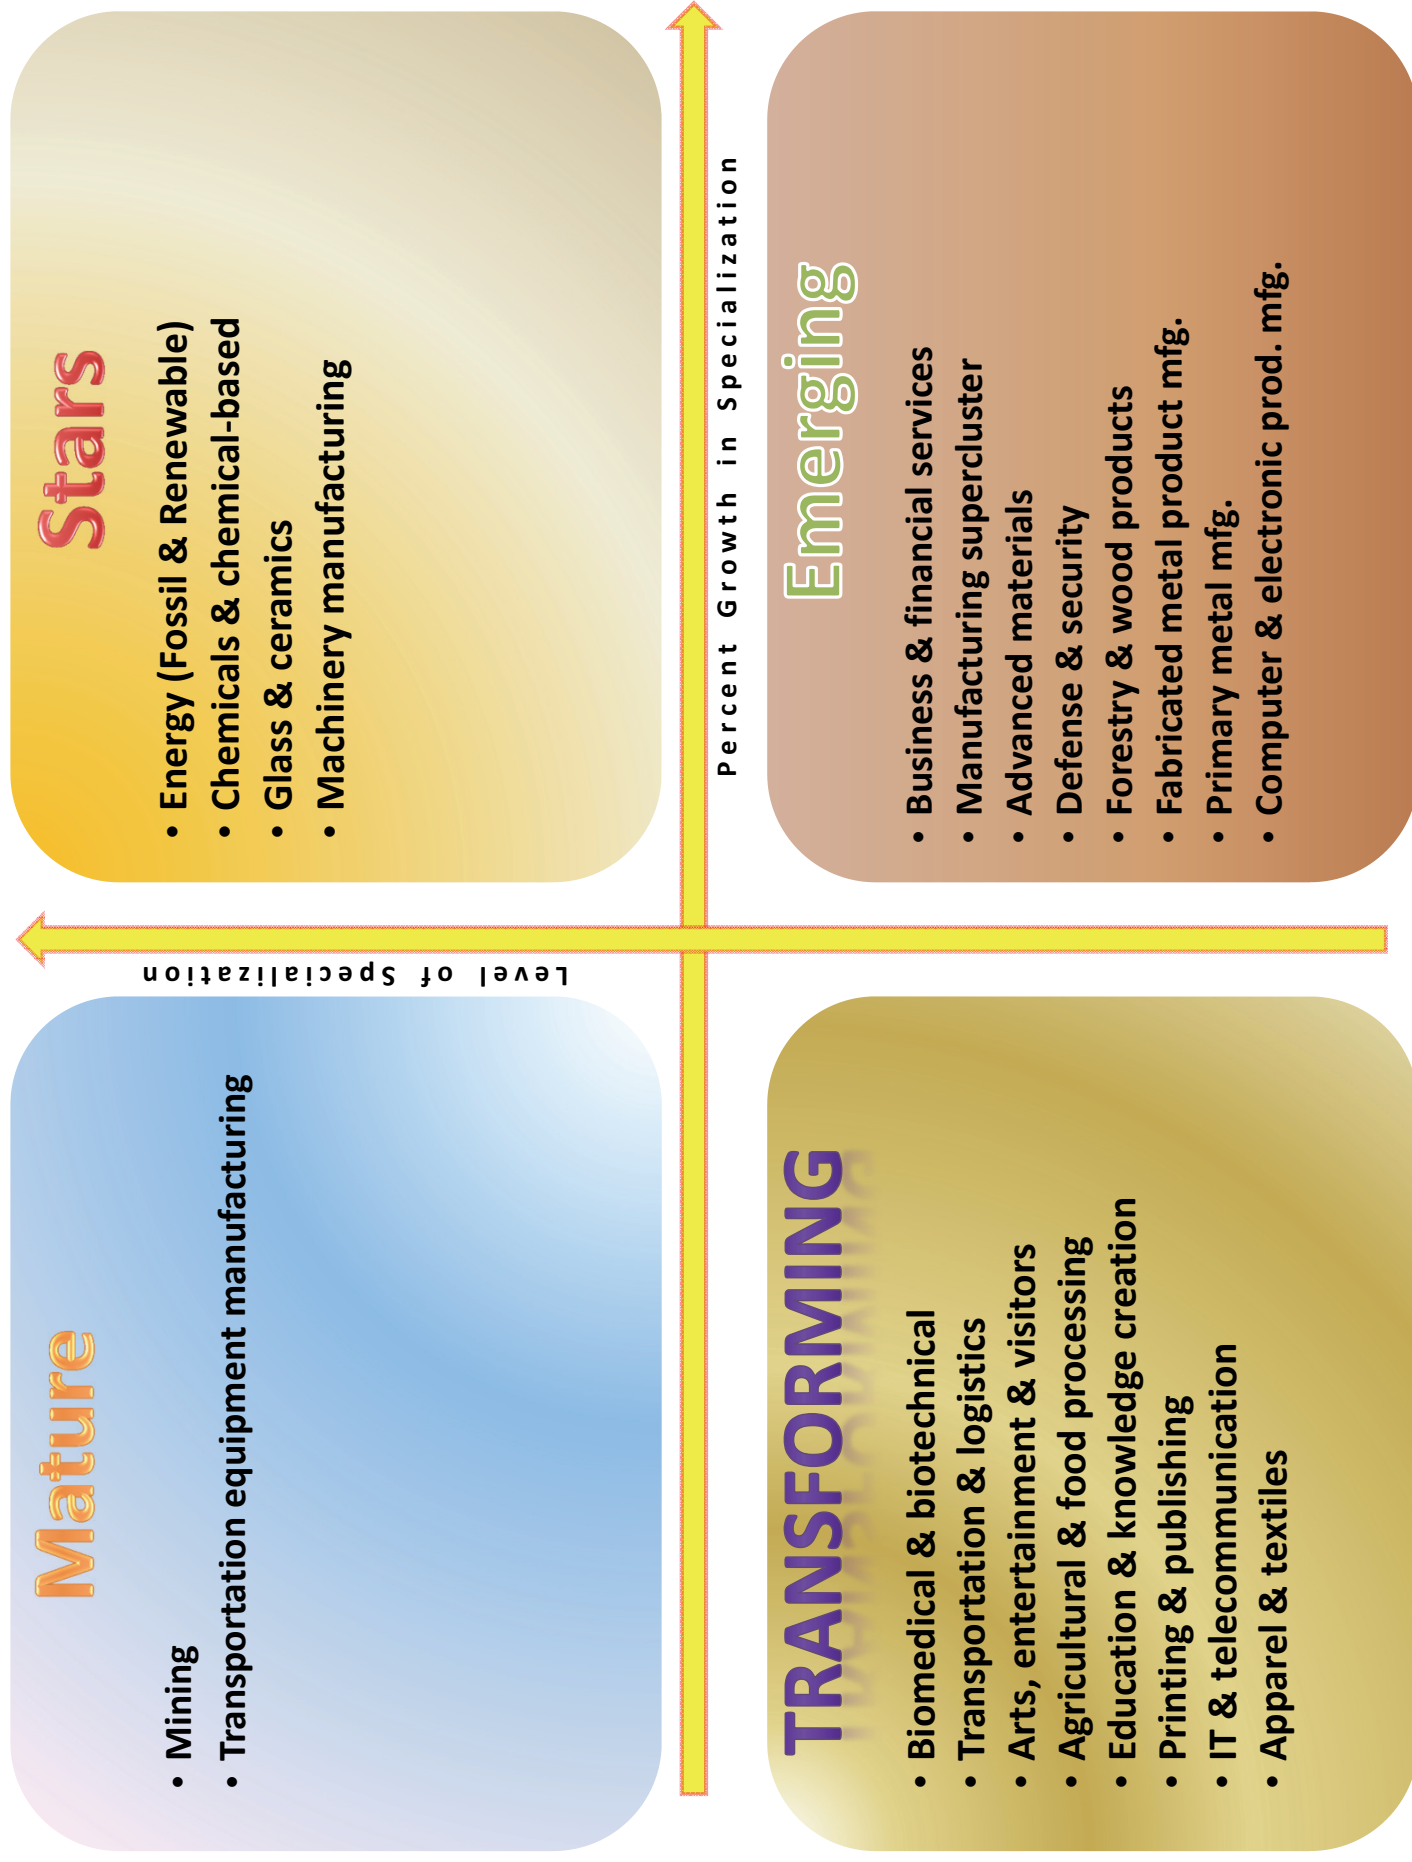 Mature
• Mining
• Transportation equipment manufacturing
Stars
• Energy (Fossil & Renewable)
• Chemicals & chemical-based
• Glass & ceramics
• Machinery manufacturing
Level of Specialization
Percent Growth in Specialization
TRANSFORMING
• Biomedical & biotechnical
• Transportation & logistics
• Arts, entertainment & visitors
• Agricultural & food processing
• Education & knowledge creation
• Printing & publishing
• IT & telecommunication
• Apparel & textiles
Emerging
• Business & financial services
• Manufacturing supercluster
• Advanced materials
• Defense & security
• Forestry & wood products
• Fabricated metal product mfg.
• Primary metal mfg.
• Computer & electronic prod. mfg.